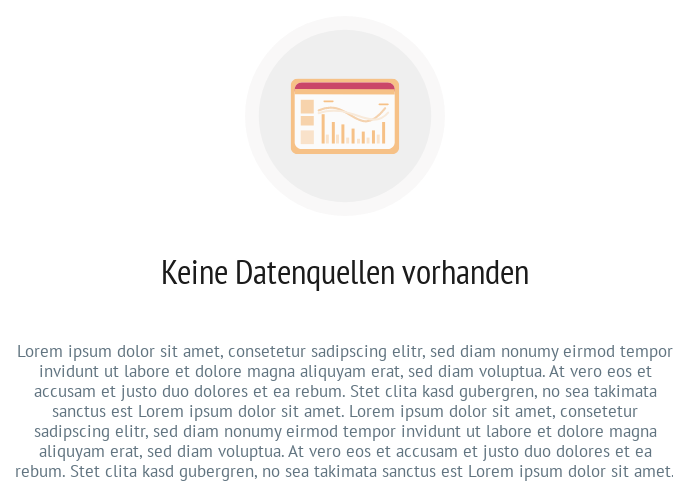 Keine Datenquellen vorhanden
Lorem ipsum dolor sit amet, consetetur sadipscing elitr, sed diam nonumy eirmod tempor
invidunt ut labore et dolore magna aliquyam erat, sed diam voluptua. At vero eos et
accusam et justo duo dolores et ea rebum. Stet clita kasd gubergren, no sea takimata
sanctus est Lorem ipsum dolor sit amet. Lorem ipsum dolor sit amet, consetetur
sadipscing elitr, sed diam nonumy eirmod tempor invidunt ut labore et dolore magna
aliquyam erat, sed diam voluptua. At vero eos et accusam et justo duo dolores et ea
rebum. Stet clita kasd gubergren, no sea takimata sanctus est Lorem ipsum dolor sit amet.